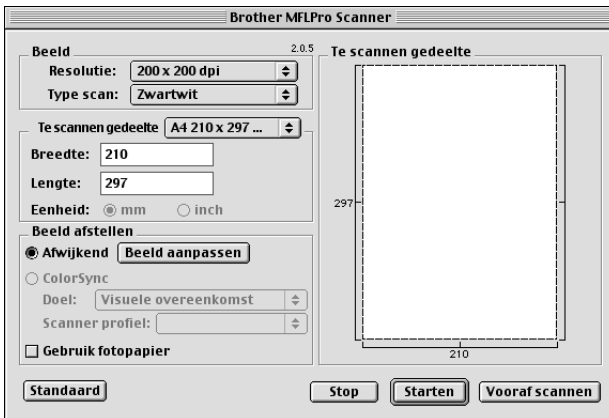 Brother MFLPro Scanner
Beeld
2.0.5
Resolutie: 200 x 200 dpi
Type scan: Zwartwit
Te scannen gedeelte A4 210 x 297 ...
Breedte: 210
Lengte: 297
Eenheid: mm inch
Beeld afstellen
Afwijkend Beeld aanpassen
ColorSync
Doel: Visuele overeenkomst
Scanner profiel:
Gebruik fotopapier
Te scannen gedeelte
297
210
Standaard
Stop Starten Vooraf scannen